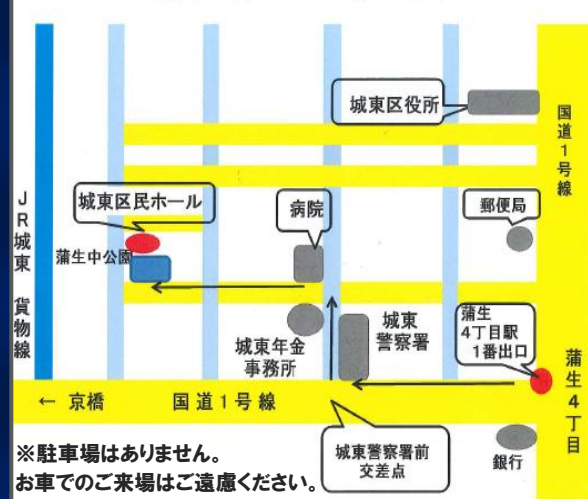 城東区役所
国道1号線
JR城東貨物線
城東区民ホール
病院
郵便局
蒲生中公園
城東年金
事務所
城東
警察署
蒲生
4丁目駅
1番出口
蒲生4丁目
← 京橋
国道1号線
城東警察署前
交差点
銀行
※駐車場はありません。
お車でのご来場はご遠慮ください。